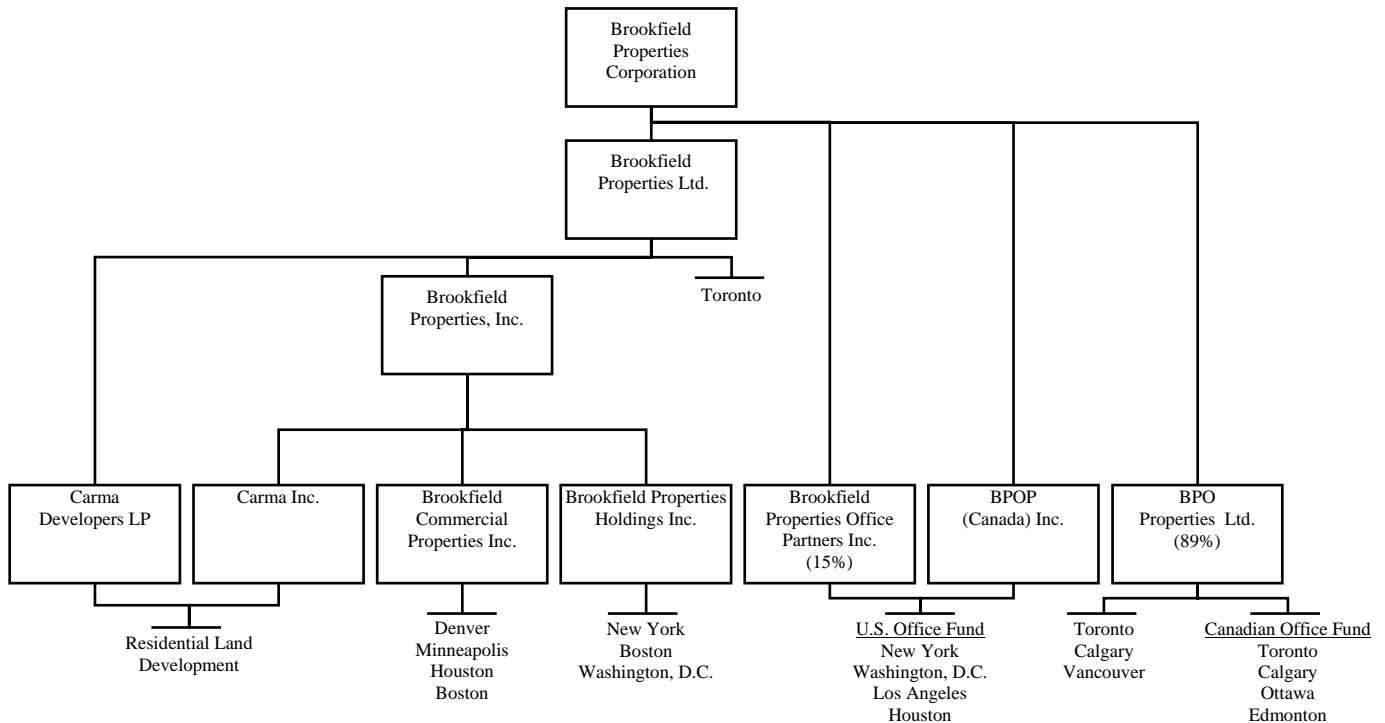 Brookfield
Properties
Corporation
Brookfield
Properties Ltd.
Brookfield
Properties, Inc.
Toronto
Carma
Developers LP
Carma Inc.
Brookfield
Commercial
Properties Inc.
Brookfield Properties
Holdings Inc.
Brookfield
Properties Office
Partners Inc.
(15%)
BPOP
(Canada) Inc.
BPO
Properties Ltd.
(89%)
Residential Land
Development
Denver
Minneapolis
Houston
Boston
New York
Boston
Washington, D.C.
U.S. Office Fund
New York
Washington, D.C.
Los Angeles
Houston
Toronto
Calgary
Vancouver
Canadian Office Fund
Toronto
Calgary
Ottawa
Edmonton